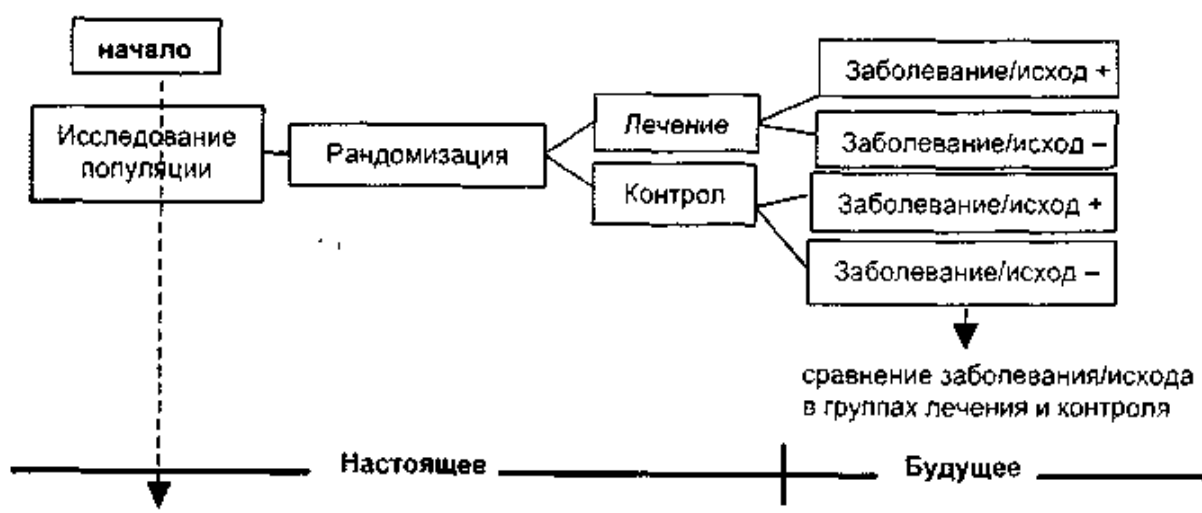 начало
Исследование
популяции
Рандомизация
Лечение
Контрол
Заболевание/исход +
Заболевание/исход –
Заболевание/исход +
Заболевание/исход –
сравнение заболевания/исхода
в группах лечения и контроля
Настоящее
Будущее